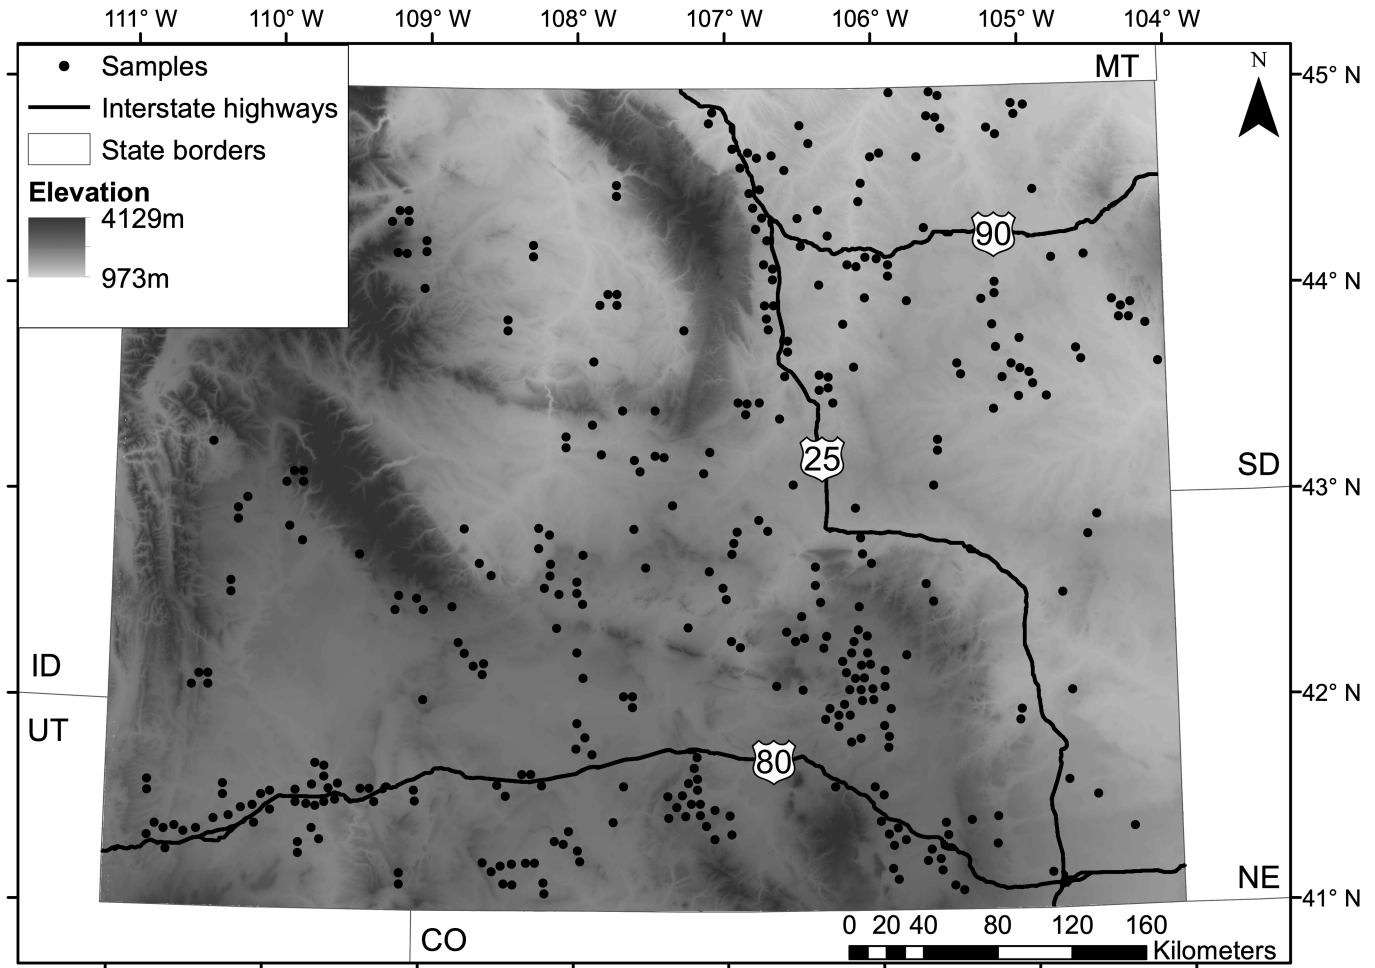 111° W 110° W 109° W 108° W 107° W 106° W 105° W 104° W
Samples
Interstate highways
State borders
Elevation
4129m
973m
MT
N
45° N
90
44° N
25
SD
43° N
ID
42° N
UT
80
NE
41° N
CO
0 20 40 80 120 160
Kilometers